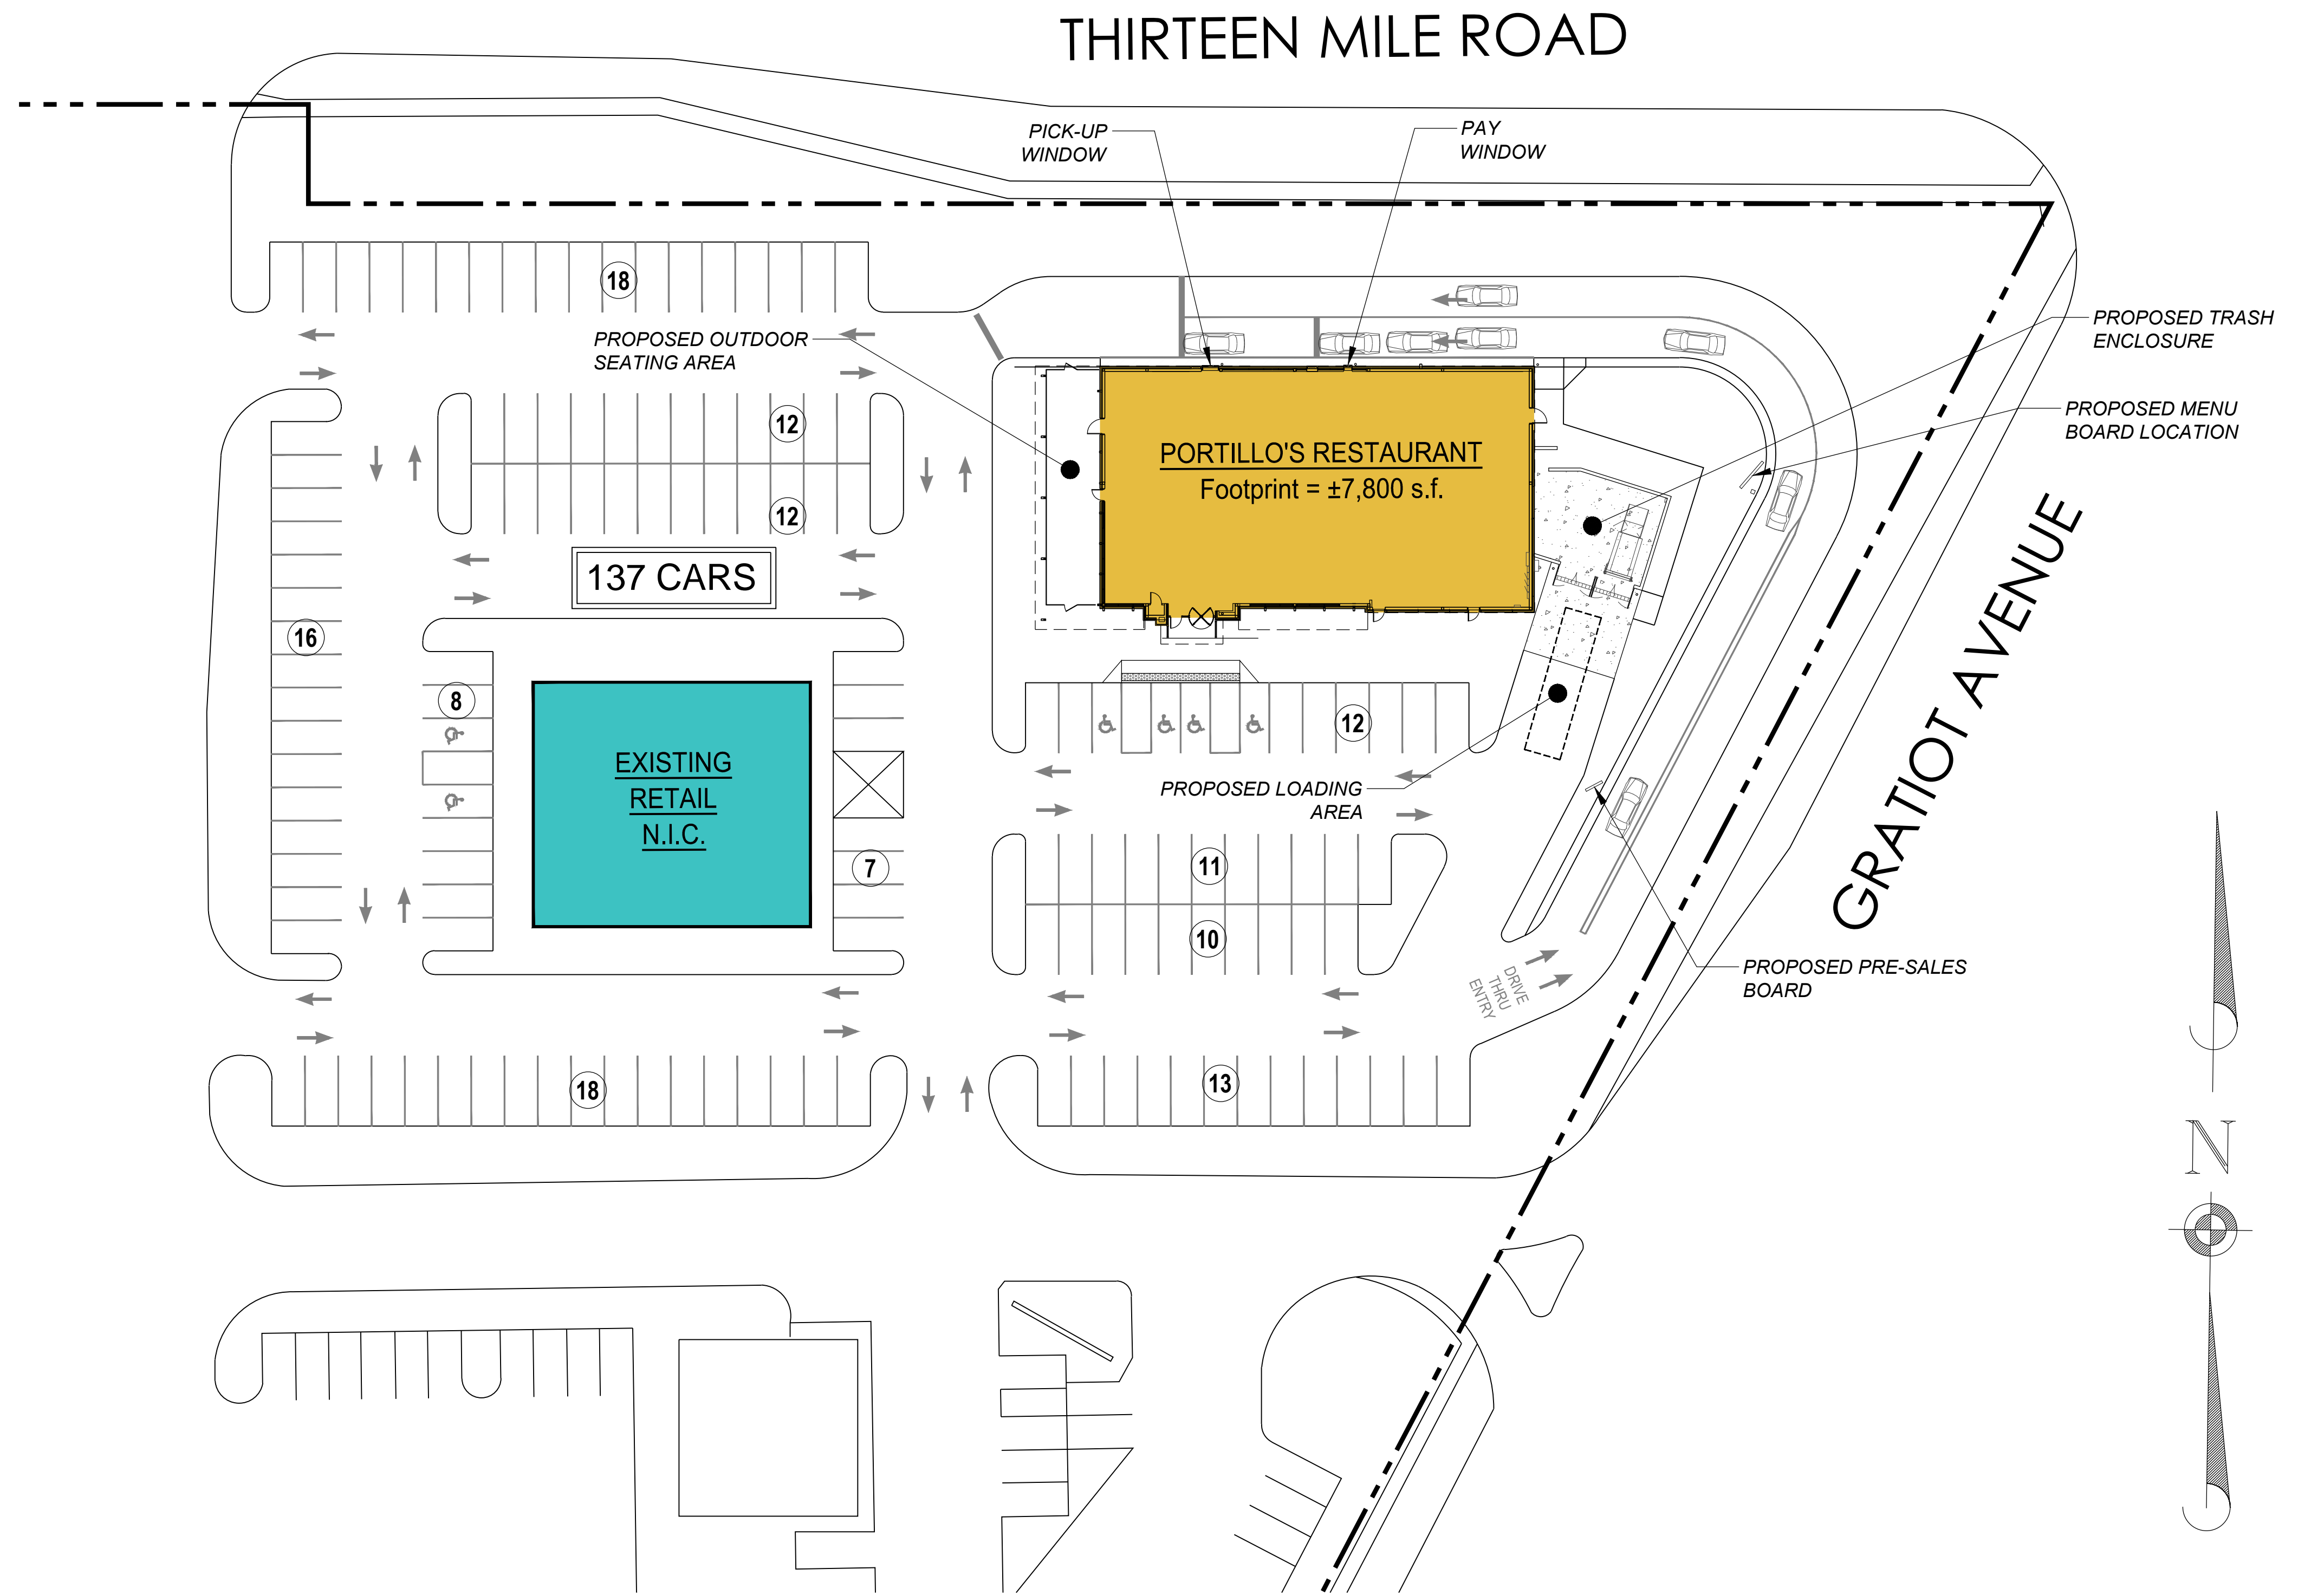 THIRTEEN MILE ROAD
PICK-UP
WINDOW
PAY
WINDOW
18
PROPOSED OUTDOOR
SEATING AREA
PROPOSED TRASH
ENCLOSURE
PROPOSED MENU
BOARD LOCATION
12
12
PORTILLO'S RESTAURANT
Footprint = ±7,800 s.f.
137 CARS
16
8
EXISTING
RETAIL
N.I.C.
7
12
PROPOSED LOADING
AREA
11
10
GRATIOT AVENUE
DRIVE
THRU
ENTRY
PROPOSED PRE-SALES
BOARD
18
13
N